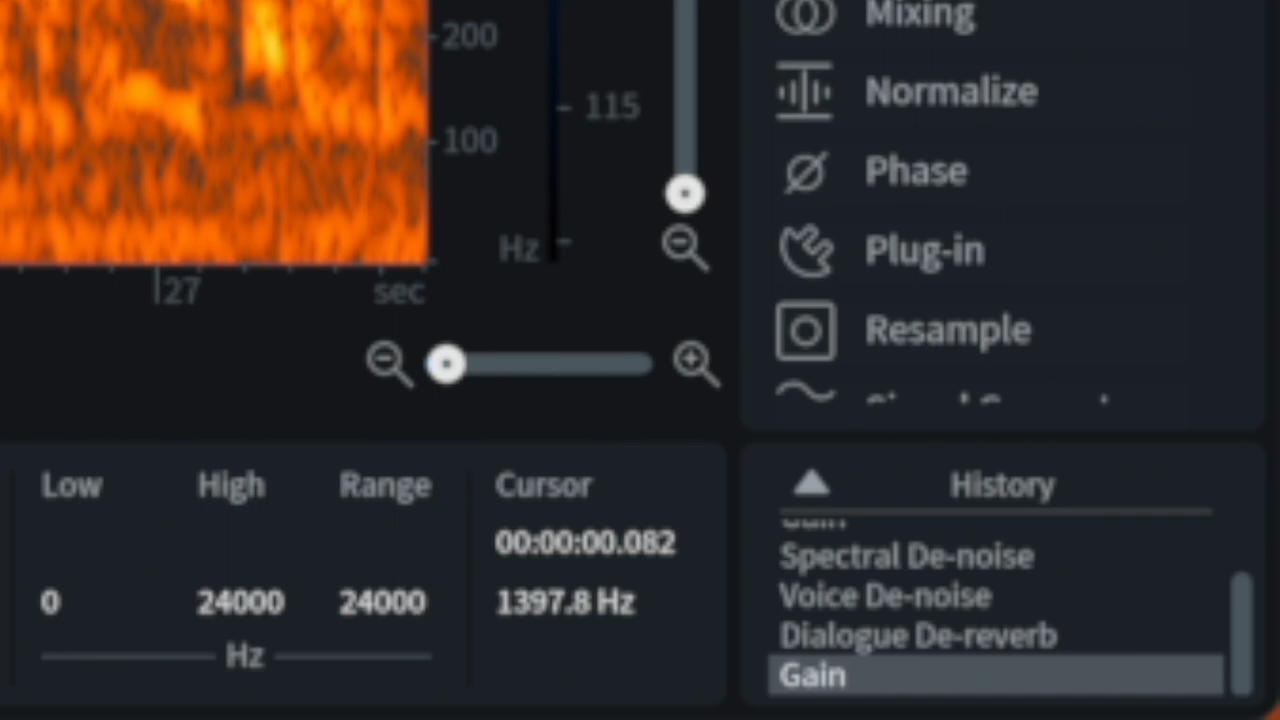 Mixing
200
115
Normalize
100
Phase
Hz
Plug-in
27
sec
Resample
Low High Range Cursor
History
00:00:00.082
Spectral De-noise
0 24000 24000 1397.8 Hz
Voice De-noise
Dialogue De-reverb
Hz
Gain